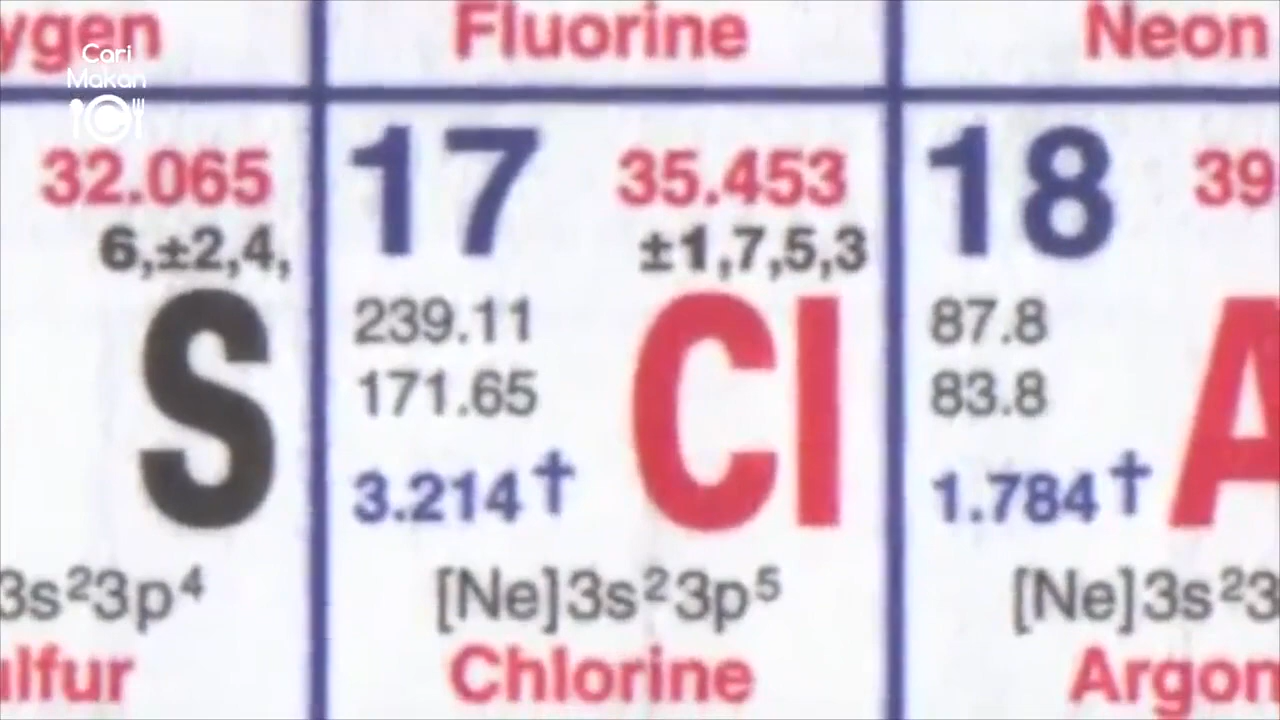 ygen
Fluorine
Neon
Cari
Makan
32.065
6,±2,4,
S
3s²3p⁴
ulfur
17
35.453
±1,7,5,3
239.11
171.65
Cl
3.214†
[Ne]3s²3p⁵
Chlorine
18
39
87.8
83.8
A
1.784†
[Ne]3s²3
Argon